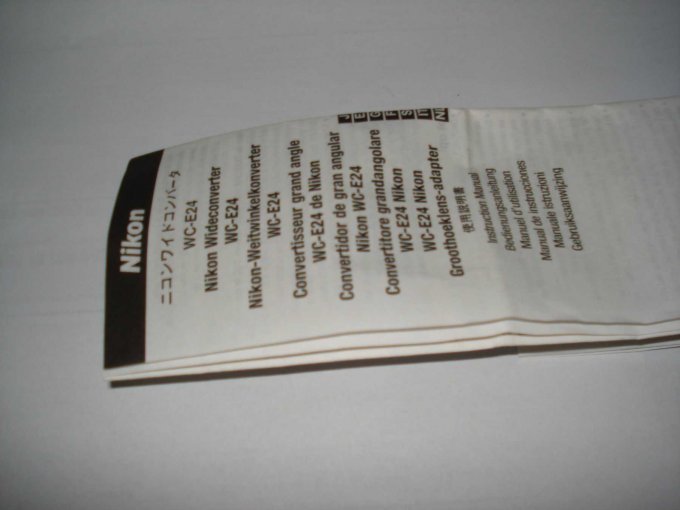 Nikon
ニコンワイドコンバータ
WC-E24
Nikon Wideconverter
WC-E24
Nikon-Weitwinkelkonverter
WC-E24
Convertisseur grand angle
WC-E24 de Nikon
Convertidor de gran angular
Nikon WC-E24
Convertitore grandangolare
WC-E24 Nikon
WC-E24 Nikon
Groothoeklens-adapter
使用説明書
Instruction Manual
Bedienungsanleitung
Manuel d'utilisation
Manual de instrucciones
Manuale istruzioni
Gebruiksaanwijzing
J
E
G
F
S
IT
NL